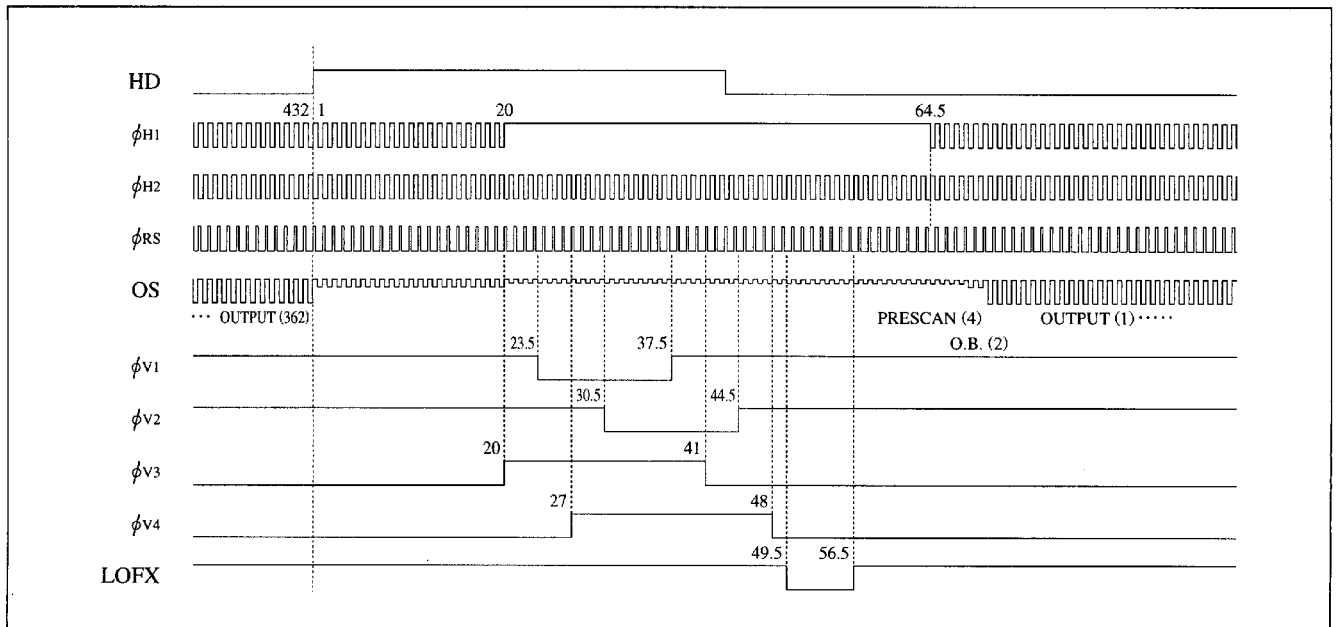 HD
432 1 20 64.5
ϕH1
ϕH2
ϕRS
OS
··· OUTPUT (362) PRESCAN (4) OUTPUT (1) ·····
O.B. (2)
23.5 37.5
ϕV1
30.5 44.5
ϕV2
20 41
ϕV3
27 48
ϕV4
49.5 56.5
LOFX